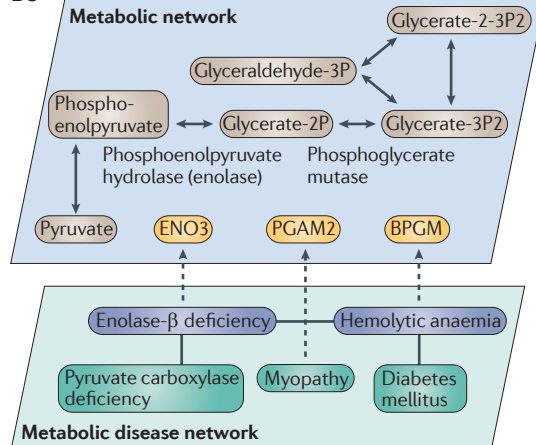 Metabolic network
Glycerate-2-3P2
Glyceraldehyde-3P
Phospho-
enolpyruvate
Glycerate-2P
Glycerate-3P2
Phosphoenolpyruvate
hydrolase (enolase)
Phosphoglycerate
mutase
Pyruvate
ENO3
PGAM2
BPGM
Enolase-β deficiency
Hemolytic anaemia
Pyruvate carboxylase
deficiency
Myopathy
Diabetes
mellitus
Metabolic disease network